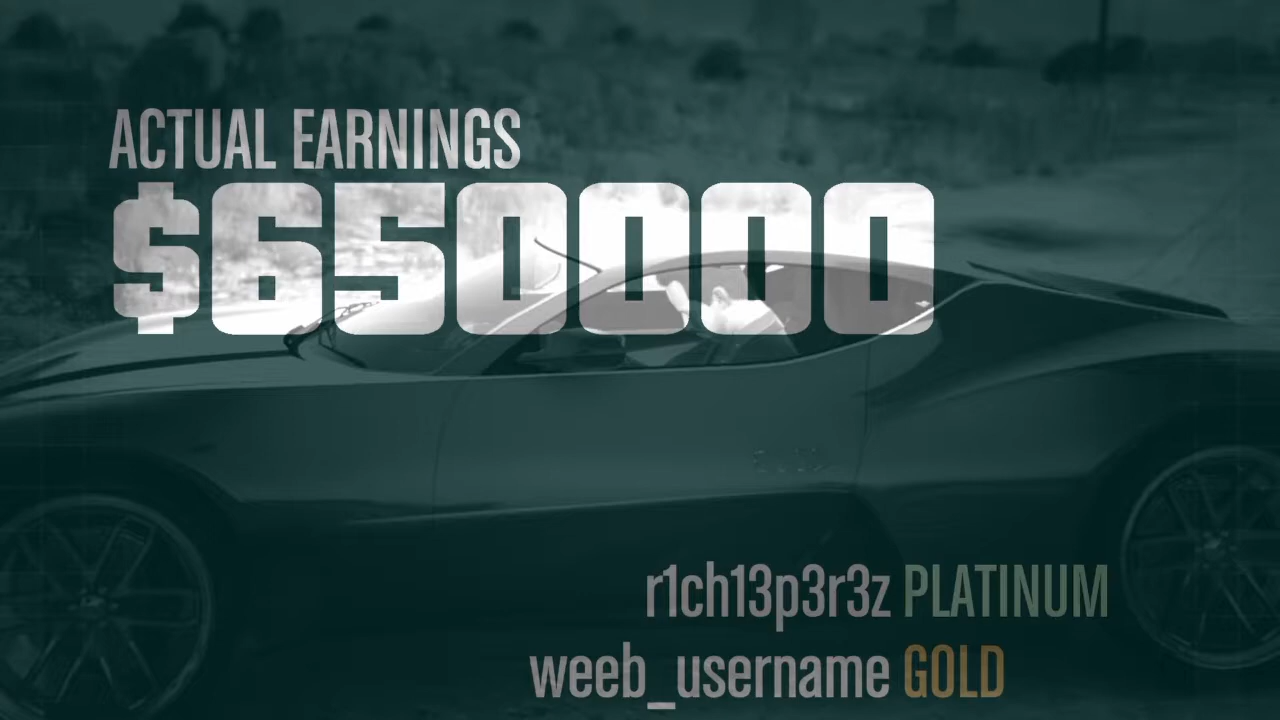 ACTUAL EARNINGS
$650000
r1ch13p3r3z PLATINUM
weeb_username GOLD